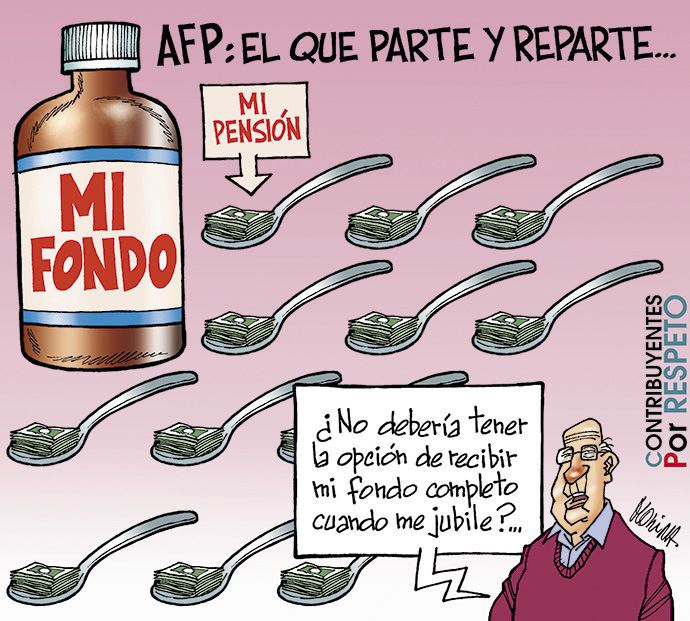 AFP: EL QUE PARTE Y REPARTE...
MI
PENSIÓN
MI
FONDO
¿No debería tener
la opción de recibir
mi fondo completo
cuando me jubile?...
CONTRIBUYENTES
Por RESPETO
MOLINA